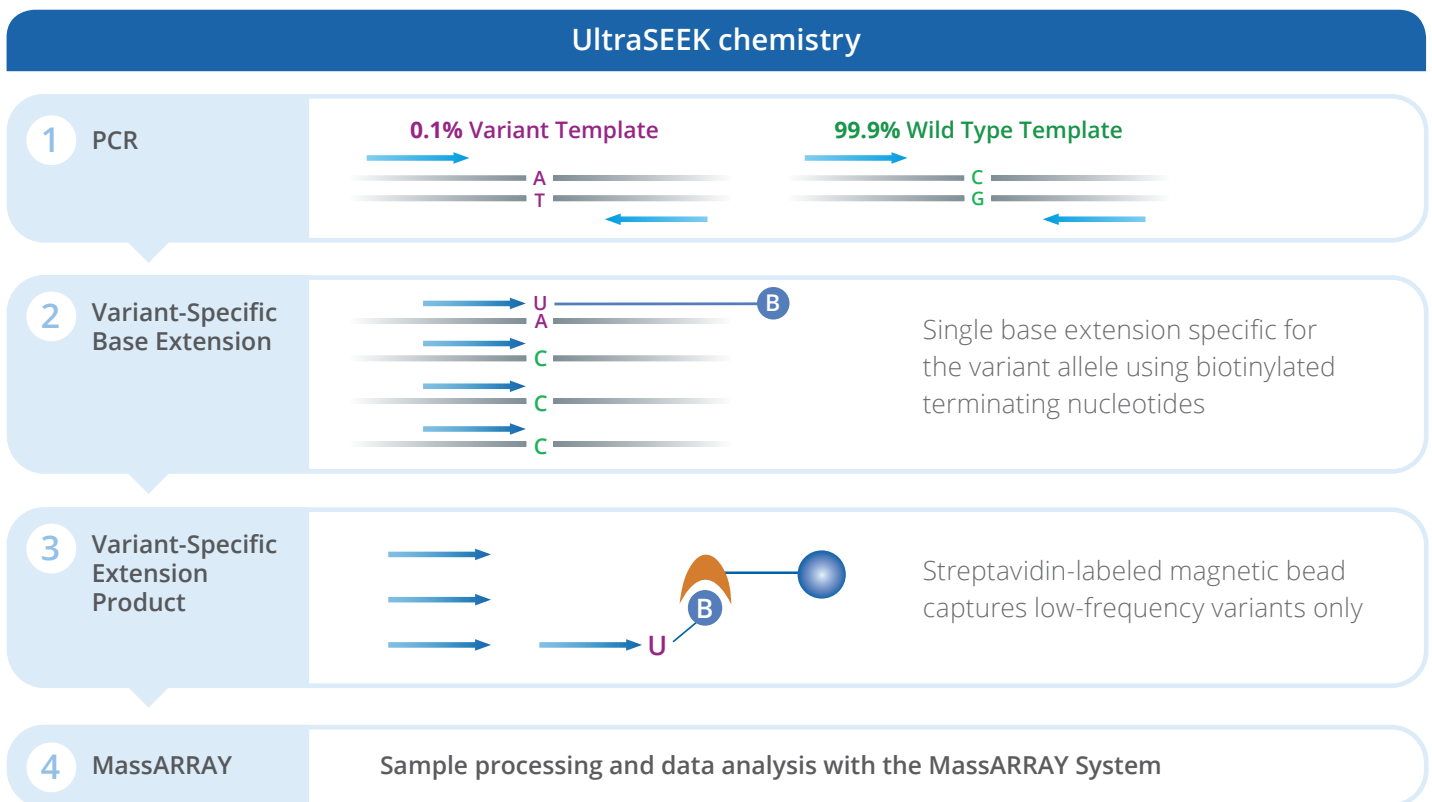 UltraSEEK chemistry
1
PCR
0.1% Variant Template
99.9% Wild Type Template
A
T
C
G
2
Variant-Specific
Base Extension
U
B
A
C
C
C
Single base extension specific for
the variant allele using biotinylated
terminating nucleotides
3
Variant-Specific
Extension
Product
B
U
Streptavidin-labeled magnetic bead
captures low-frequency variants only
4
MassARRAY
Sample processing and data analysis with the MassARRAY System